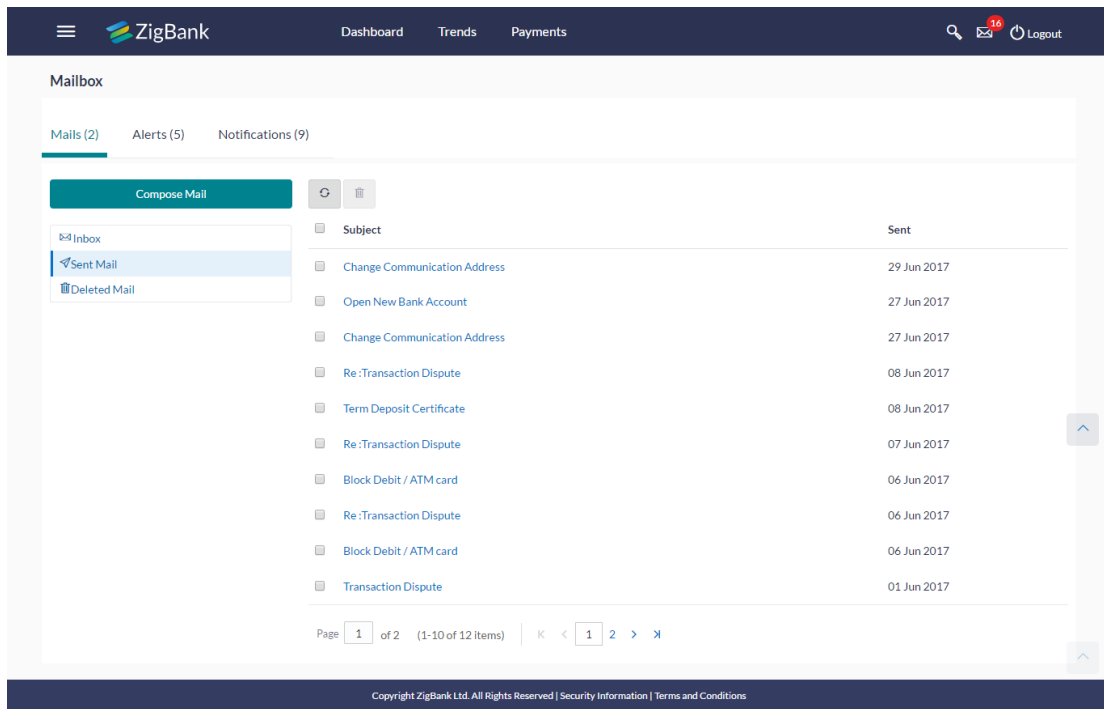 ZigBank Dashboard Trends Payments 16 Logout
Mailbox
Mails (2) Alerts (5) Notifications (9)
Compose Mail
Inbox
Sent Mail
Deleted Mail
Subject Sent
Change Communication Address 29 Jun 2017
Open New Bank Account 27 Jun 2017
Change Communication Address 27 Jun 2017
Re :Transaction Dispute 08 Jun 2017
Term Deposit Certificate 08 Jun 2017
Re :Transaction Dispute 07 Jun 2017
Block Debit / ATM card 06 Jun 2017
Re :Transaction Dispute 06 Jun 2017
Block Debit / ATM card 06 Jun 2017
Transaction Dispute 01 Jun 2017
Page 1 of 2 (1-10 of 12 items) 1 2
Copyright ZigBank Ltd. All Rights Reserved | Security Information | Terms and Conditions